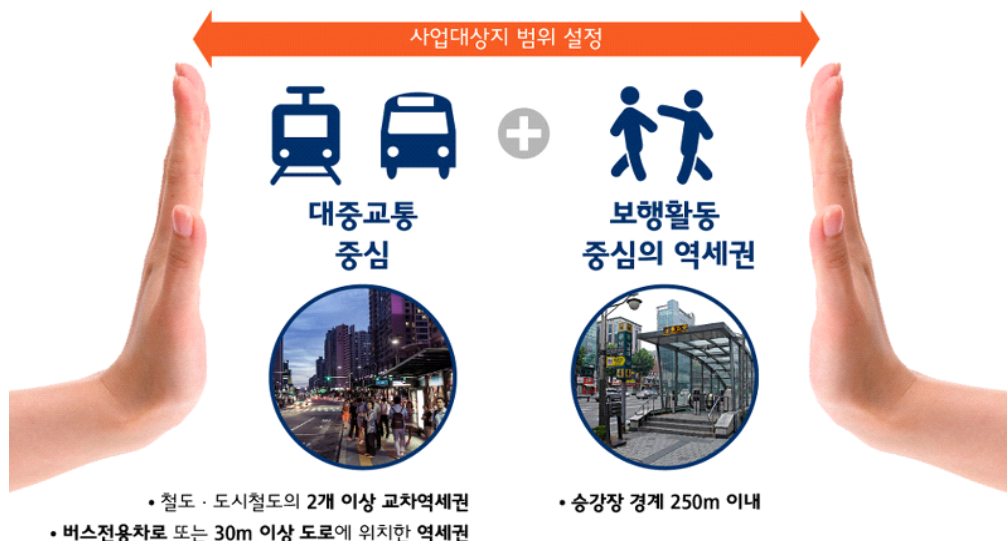 사업대상지 범위 설정
대중교통
중심
보행활동
중심의 역세권
• 철도 · 도시철도의 2개 이상 교차역세권
• 버스전용차로 또는 30m 이상 도로에 위치한 역세권
• 승강장 경계 250m 이내